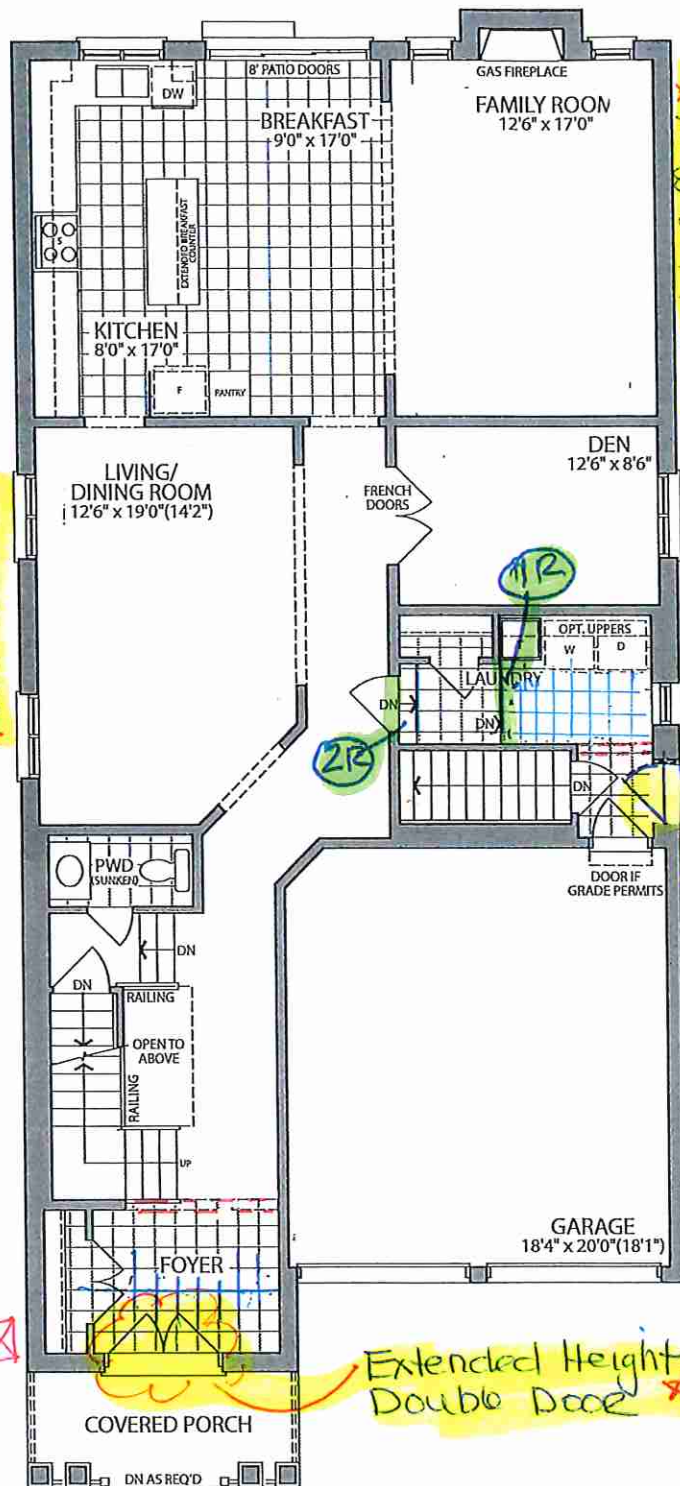 8' PATIO DOORS
GAS FIREPLACE
DW
BREAKFAST
9'0" x 17'0"
FAMILY ROOM
12'6" x 17'0"
S
EXTENDED BREAKFAST
COUNTER
KITCHEN
8'0" x 17'0"
F
PANTRY
LIVING/
DINING ROOM
12'6" x 19'0"(14'2")
DEN
12'6" x 8'6"
FRENCH
DOORS
1R
OPT. UPPERS
W
D
LAUNDRY
DN
DN
2R
DN
PWD
(SUNKEN)
DOOR IF
GRADE PERMITS
DN
DN
RAILING
OPEN TO
ABOVE
RAILING
UP
GARAGE
18'4" x 20'0"(18'1")
FOYER
Extended Height
Double Door
COVERED PORCH
DN AS REQ'D